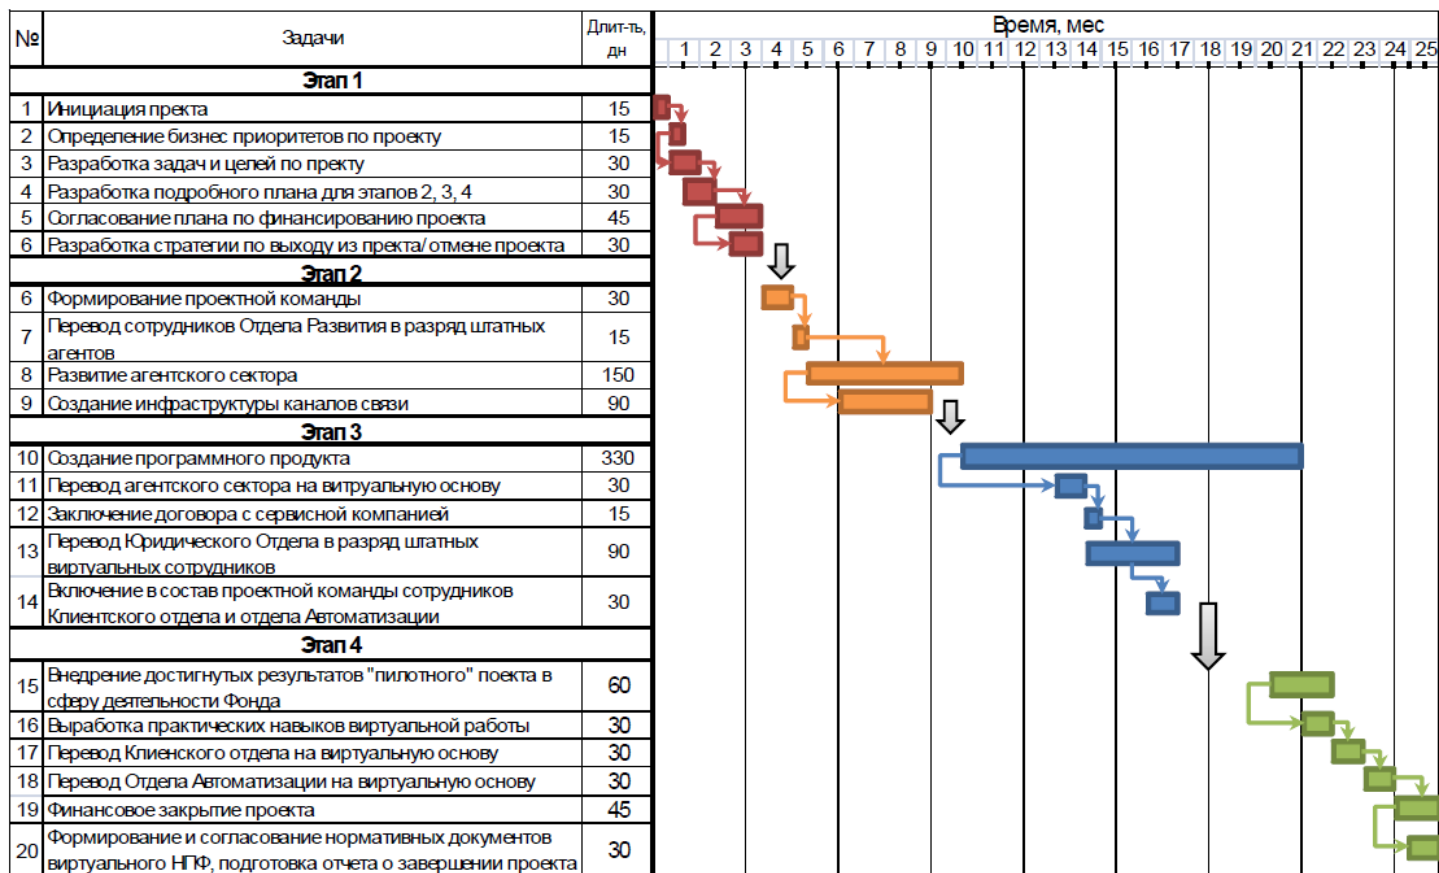 № Задачи Длит-ть, дн Время, мес
1 2 3 4 5 6 7 8 9 10 11 12 13 14 15 16 17 18 19 20 21 22 23 24 25
Этап 1
1 Инициация пректа 15
2 Определение бизнес приоритетов по проекту 15
3 Разработка задач и целей по пректу 30
4 Разработка подробного плана для этапов 2, 3, 4 30
5 Согласование плана по финансированию проекта 45
6 Разработка стратегии по выходу из пректа/ отмене проекта 30
Этап 2
6 Формирование проектной команды 30
7 Перевод сотрудников Отдела Развития в разряд штатных
агентов 15
8 Развитие агентского сектора 150
9 Создание инфраструктуры каналов связи 90
Этап 3
10 Создание программного продукта 330
11 Перевод агентского сектора на витруальную основу 30
12 Заключение договора с сервисной компанией 15
13 Перевод Юридического Отдела в разряд штатных
виртуальных сотрудников 90
14 Включение в состав проектной команды сотрудников
Клиентского отдела и отдела Автоматизации 30
Этап 4
15 Внедрение достигнутых результатов "пилотного" поекта в
сферу деятельности Фонда 60
16 Выработка практических навыков виртуальной работы 30
17 Перевод Клиенского отдела на виртуальную основу 30
18 Перевод Отдела Автоматизации на виртуальную основу 30
19 Финансовое закрытие проекта 45
20 Формирование и согласование нормативных документов
виртуального НПФ, подготовка отчета о завершении проекта 30